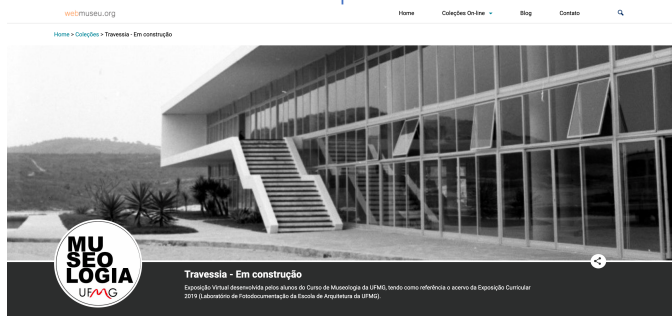 webmuseu.org
Home Coleções On-line Blog Contato
Home > Coleções > Travessia - Em construção
MU
SEO
LOGIA
UFMG
Travessia - Em construção
Exposição Virtual desenvolvida pelos alunos do Curso de Museologia da UFMG, tendo como referência o acervo da Exposição Curricular
2019 (Laboratório de Fotodocumentação da Escola de Arquitetura da UFMG).